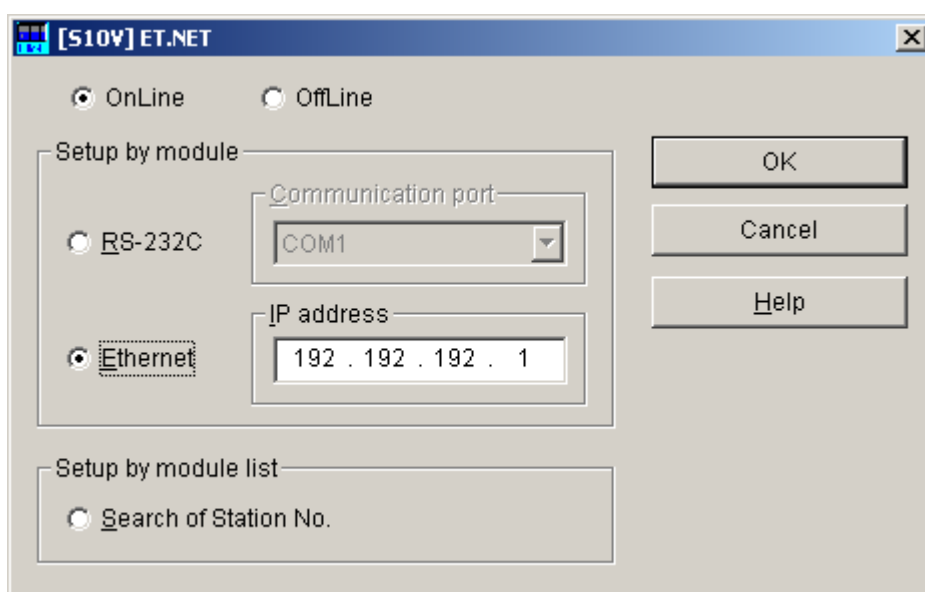 [S10V] ET.NET
OnLine
OffLine
Setup by module
OK
Communication port
RS-232C
COM1
Cancel
IP address
Help
Ethernet
192 . 192 . 192 . 1
Setup by module list
Search of Station No.